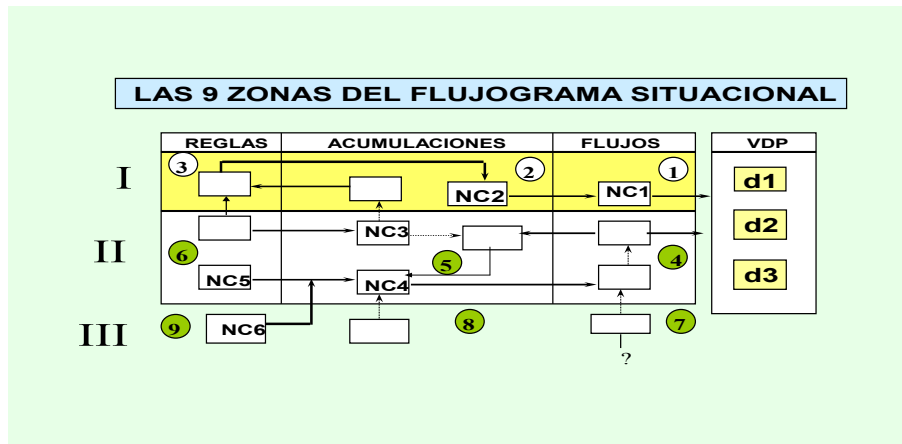 LAS 9 ZONAS DEL FLUJOGRAMA SITUACIONAL
REGLAS ACUMULACIONES FLUJOS VDP
I 3 2 1
NC2 NC1 d1
II NC3 d2
6 5 4
NC5 NC4 d3
III 9 NC6 8 7
?